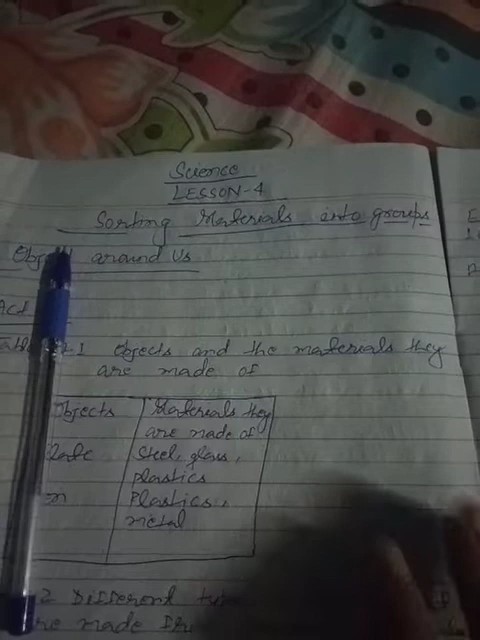 Science
LESSON-4
Sorting Materials into groups
around Us
Act
1 Objects and the materials they
are made of
Objects Materials they
are made of
Steel, glass,
plastics
Plastics,
metal
2 Different
made